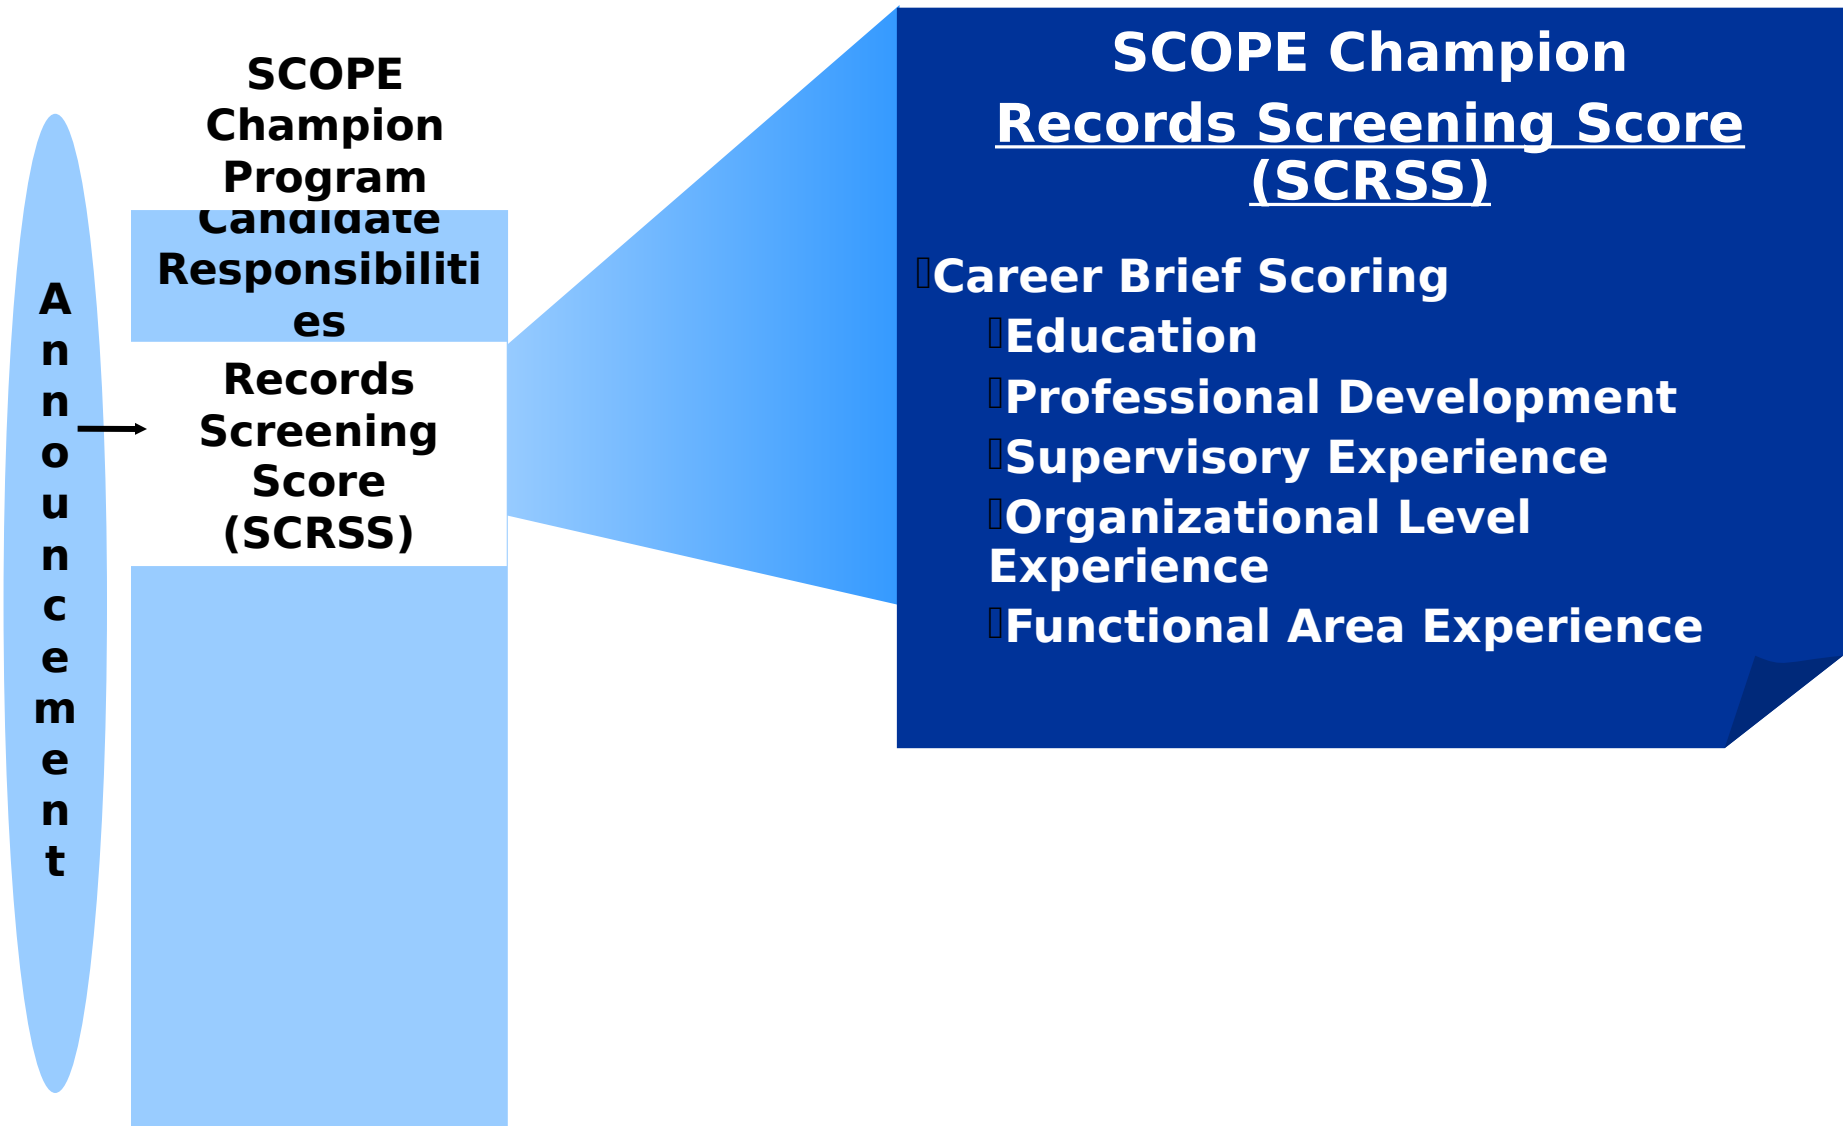 A
n
n
o
u
n
c
e
m
e
n
t
SCOPE
Champion
Program
Candidate
Responsibiliti
es
Records
Screening
Score
(SCRSS)
SCOPE Champion
Records Screening Score
(SCRSS)
Career Brief Scoring
Education
Professional Development
Supervisory Experience
Organizational Level
Experience
Functional Area Experience